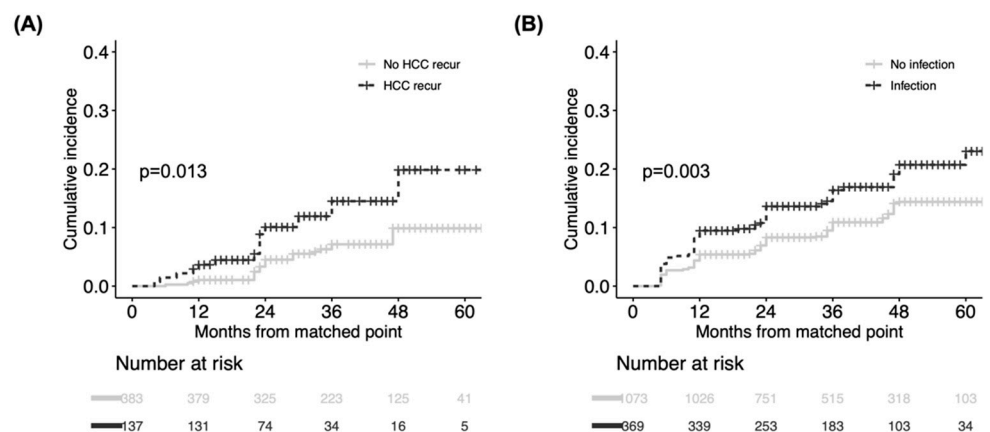 (A)
Cumulative incidence
0.4
0.3
0.2
0.1
0.0
No HCC recur
HCC recur
p=0.013
0 12 24 36 48 60
Months from matched point
Number at risk
383 379 325 223 125 41
137 131 74 34 16 5
(B)
Cumulative incidence
0.4
0.3
0.2
0.1
0.0
No infection
Infection
p=0.003
0 12 24 36 48 60
Months from matched point
Number at risk
1073 1026 751 515 318 103
369 339 253 183 103 34